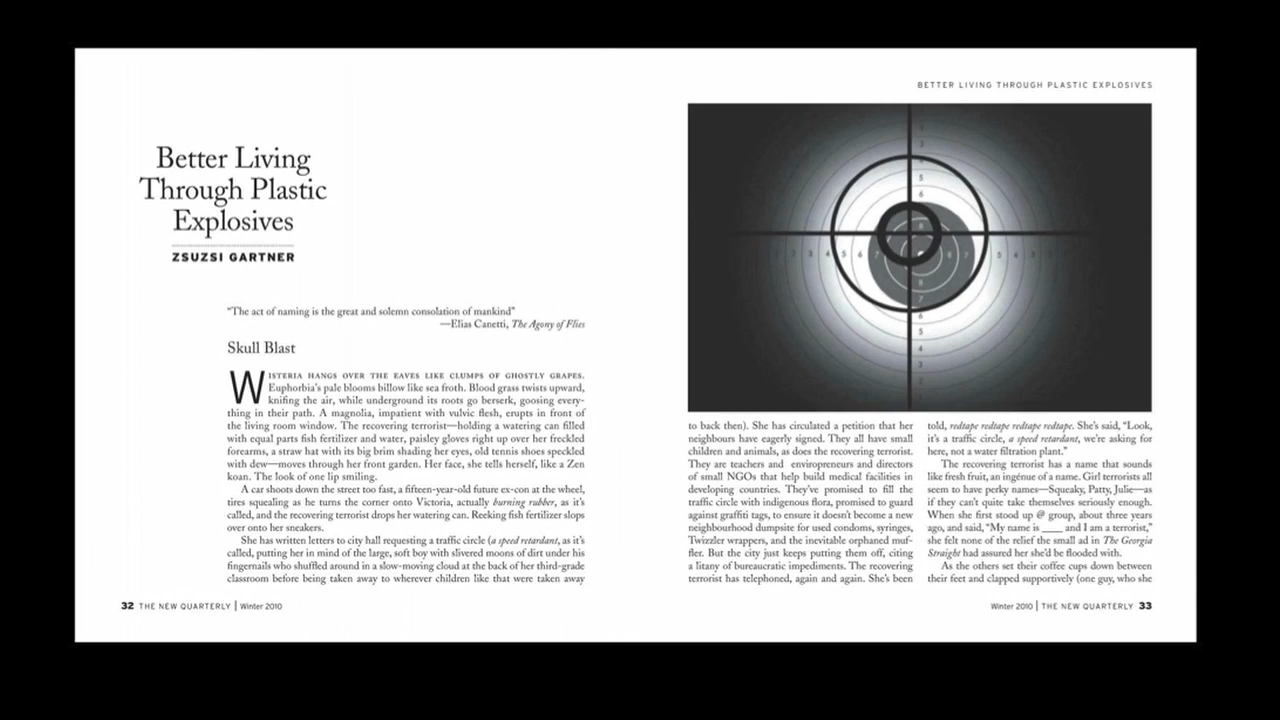 Better Living
Through Plastic
Explosives
ZSUZSI GARTNER
“The act of naming is the great and solemn consolation of mankind”
—Elias Canetti, The Agony of Flies
Skull Blast
WISTERIA HANGS OVER THE EAVES LIKE CLUMPS OF GHOSTLY GRAPES.
Euphorbia’s pale blooms billow like sea froth. Blood grass twists upward,
knifing the air, while underground its roots go berserk, goosing every-
thing in their path. A magnolia, impatient with vulvic flesh, erupts in front of
the living room window. The recovering terrorist—holding a watering can filled
with equal parts fish fertilizer and water, paisley gloves right up over her freckled
forearms, a straw hat with its big brim shading her eyes, old tennis shoes speckled
with dew—moves through her front garden. Her face, she tells herself, like a Zen
koan. The look of one lip smiling.
A car shoots down the street too fast, a fifteen-year-old future ex-con at the wheel,
tires squealing as he turns the corner onto Victoria, actually burning rubber, as it’s
called, and the recovering terrorist drops her watering can. Reeking fish fertilizer slops
over onto her sneakers.
She has written letters to city hall requesting a traffic circle (a speed retardant, as it’s
called, putting her in mind of the large, soft boy with slivered moons of dirt under his
fingernails who shuffled around in a slow-moving cloud at the back of her third-grade
classroom before being taken away to wherever children like that were taken away
32 THE NEW QUARTERLY | Winter 2010
BETTER LIVING THROUGH PLASTIC EXPLOSIVES
3
4
5
6
1 2 3 4 5 6 7 8 7 5 4 3
8
7
6
5
4
3
to back then). She has circulated a petition that her
neighbours have eagerly signed. They all have small
children and animals, as does the recovering terrorist.
They are teachers and enviropreneurs and directors
of small NGOs that help build medical facilities in
developing countries. They’ve promised to fill the
traffic circle with indigenous flora, promised to guard
against graffiti tags, to ensure it doesn’t become a new
neighbourhood dumpsite for used condoms, syringes,
Twizzler wrappers, and the inevitable orphaned muf-
fler. But the city just keeps putting them off, citing
a litany of bureaucratic impediments. The recovering
terrorist has telephoned, again and again. She’s been
told, redtape redtape redtape redtape. She’s said, “Look,
it’s a traffic circle, a speed retardant, we’re asking for
here, not a water filtration plant.”
The recovering terrorist has a name that sounds
like fresh fruit, an ingénue of a name. Girl terrorists all
seem to have perky names—Squeaky, Patty, Julie—as
if they can’t quite take themselves seriously enough.
When she first stood up @ group, about three years
ago, and said, “My name is ____ and I am a terrorist,”
she felt none of the relief the small ad in The Georgia
Straight had assured her she’d be flooded with.
As the others set their coffee cups down between
their feet and clapped supportively (one guy, who she
Winter 2010 | THE NEW QUARTERLY 33